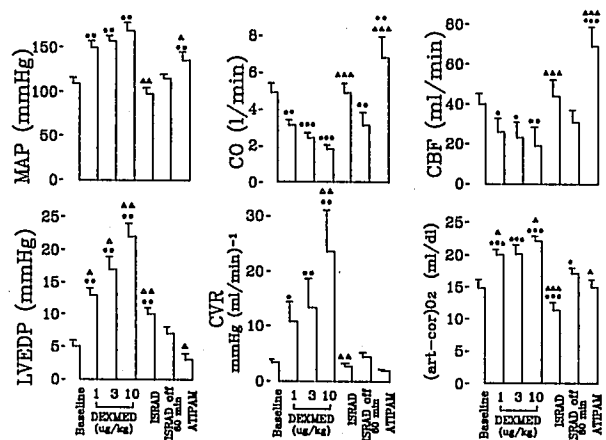 MAP (mmHg)
150
100
50
0
▲▲
●● ●● ●● ▲ ●●
CO (l/min)
8
6
4
2
0
●● ●●● ●●● ▲▲▲ ●● ●● ▲▲▲
CBF (ml/min)
80
60
40
20
0
● ● ●● ▲▲▲ ▲▲▲ ●●
LVEDP (mmHg)
25
20
15
10
5
0
▲ ●● ▲ ●● ▲▲ ●● ▲▲ ●● ▲
Baseline
1 3 10
DEXMED
(ug/kg)
ISRAD
ISRAD off
60 min
ATIPAM
CVR
mmHg (ml/min)⁻¹
30
20
10
0
● ●● ▲▲ ●● ▲▲
Baseline
1 3 10
DEXMED
(ug/kg)
ISRAD
ISRAD off
60 min
ATIPAM
(art-cor)O2 (ml/dl)
25
20
15
10
5
0
▲ ●●● ●●● ▲ ●●● ▲▲▲ ●●● ● ▲
Baseline
1 3 10
DEXMED
(ug/kg)
ISRAD
ISRAD off
60 min
ATIPAM